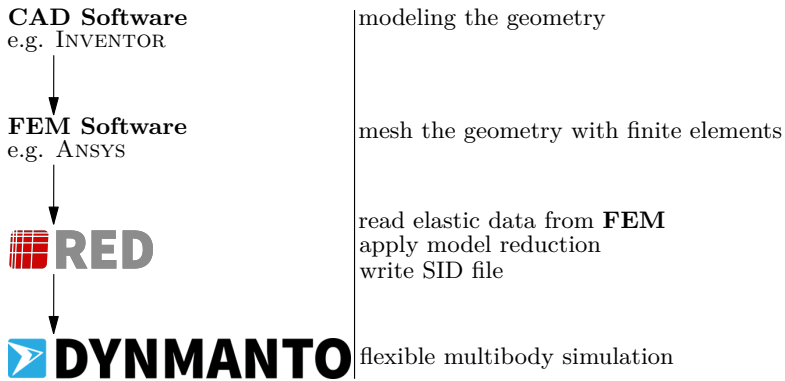 CAD Software
e.g. INVENTOR
modeling the geometry
FEM Software
e.g. ANSYS
mesh the geometry with finite elements
RED
read elastic data from FEM
apply model reduction
write SID file
DYNMANTO
flexible multibody simulation